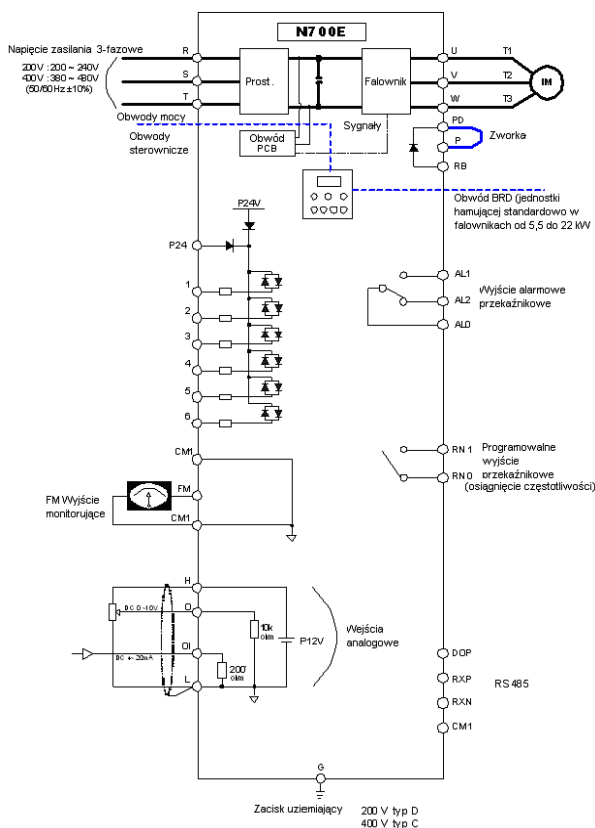 N700E
Napięcie zasilania 3-fazowe
200V : 200 ~ 240V
400V : 380 ~ 480V
(50/60Hz ±10%)
R
S
T
Prost.
Falownik
U
V
W
T1
T2
T3
IM
Obwody mocy
Obwody
sterownicze
Obwód
PCB
Sygnały
PD
P
RB
Zworka
Obwód BRD (jednostki
hamującej standardowo w
falownikach od 5,5 do 22 kW
P24V
P24
1
2
3
4
5
6
AL1
AL2
AL0
Wyjście alarmowe
przekaźnikowe
RN 1
RN 0
Programowalne
wyjście
przekaźnikowe
(osiągnięcie częstotliwości)
CM1
FM
CM1
FM Wyjście
monitorujące
H
O
OI
L
DC 0~10V
DC 4~20mA
10k
ohm
200
ohm
P12V
Wejścia
analogowe
DOP
RXP
RXN
CM1
RS485
G
Zacisk uziemiający
200 V typ D
400 V typ C